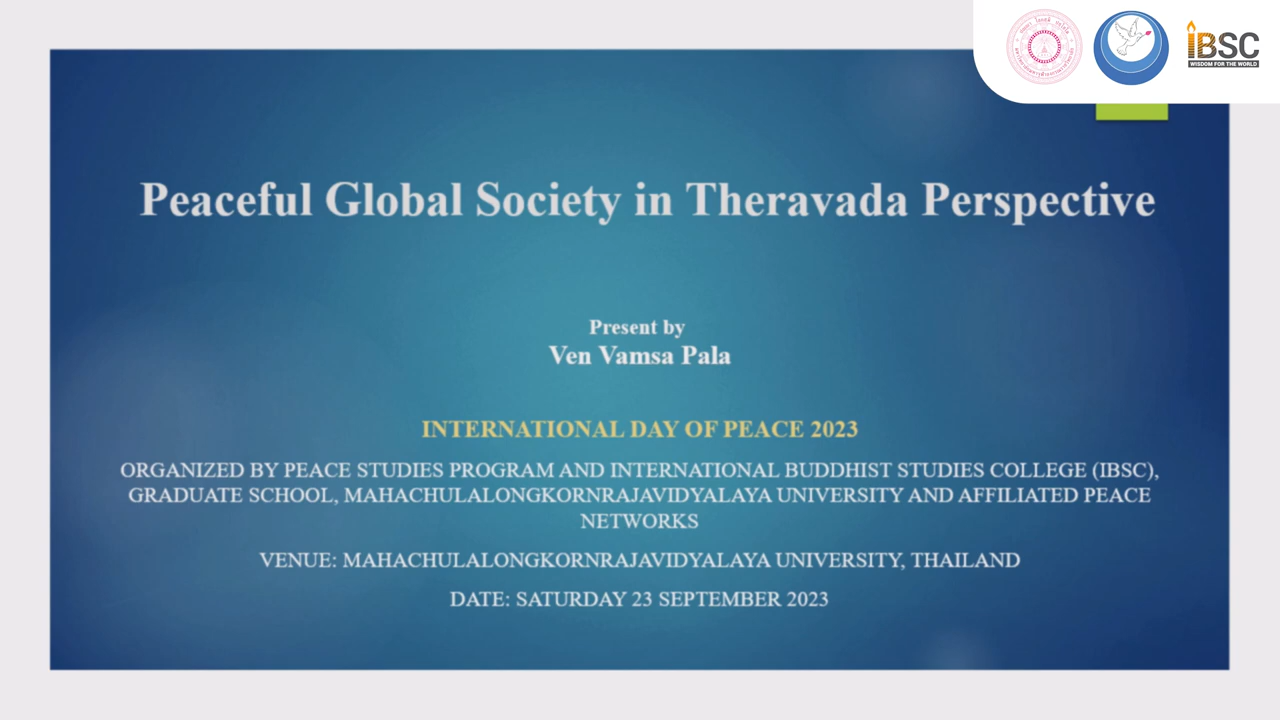 iBSC
WISDOM FOR THE WORLD
Peaceful Global Society in Theravada Perspective
Present by
Ven Vamsa Pala
INTERNATIONAL DAY OF PEACE 2023
ORGANIZED BY PEACE STUDIES PROGRAM AND INTERNATIONAL BUDDHIST STUDIES COLLEGE (IBSC),
GRADUATE SCHOOL, MAHACHULALONGKORNRAJAVIDYALAYA UNIVERSITY AND AFFILIATED PEACE
NETWORKS
VENUE: MAHACHULALONGKORNRAJAVIDYALAYA UNIVERSITY, THAILAND
DATE: SATURDAY 23 SEPTEMBER 2023